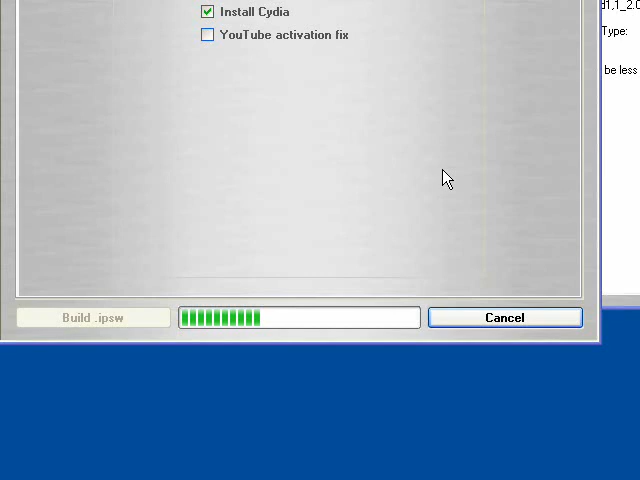 Install Cydia
YouTube activation fix
Type:
be less
Build .ipsw
Cancel